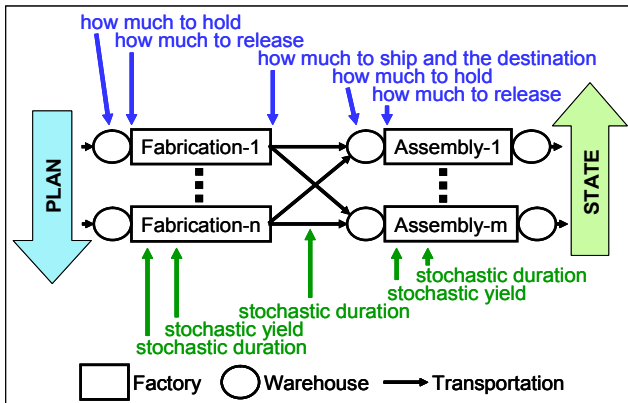 how much to hold
how much to release
how much to ship and the destination
how much to hold
how much to release
PLAN
Fabrication-1
Assembly-1
STATE
Fabrication-n
Assembly-m
stochastic duration
stochastic yield
stochastic duration
stochastic yield
stochastic duration
Factory
Warehouse
Transportation